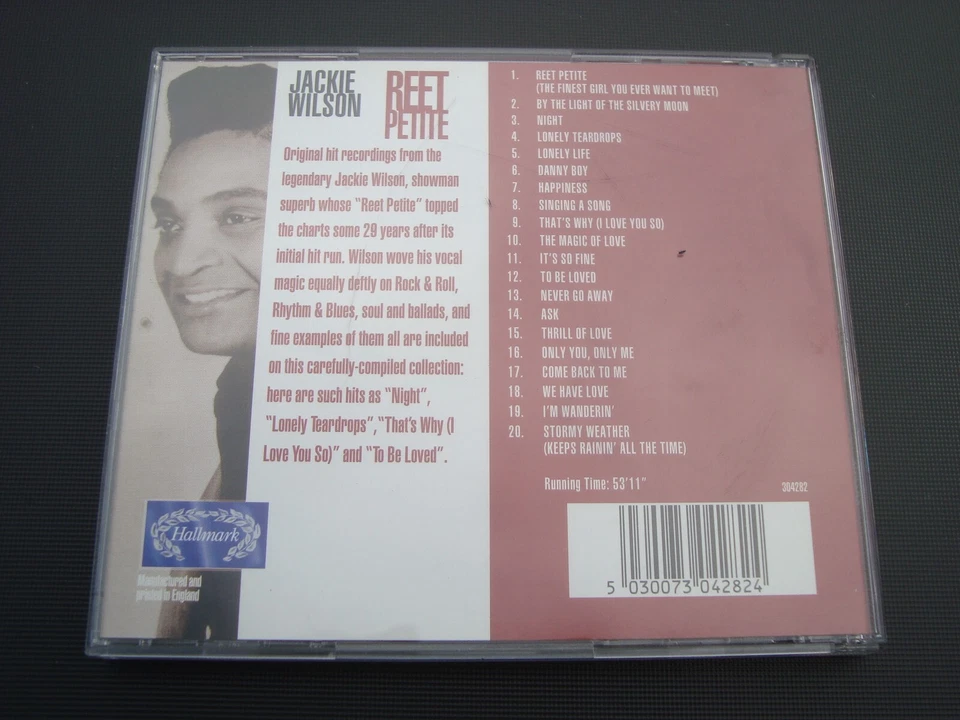 JACKIE
WILSON
REET
PETITE
Original hit recordings from the
legendary Jackie Wilson, showman
superb whose "Reet Petite" topped
the charts some 29 years after its
initial hit run. Wilson wove his vocal
magic equally deftly on Rock & Roll,
Rhythm & Blues, soul and ballads, and
fine examples of them all are included
on this carefully-compiled collection:
here are such hits as "Night",
"Lonely Teardrops", "That's Why (I
Love You So)" and "To Be Loved".
Hallmark
Manufactured and
printed in England
1. REET PETITE
(THE FINEST GIRL YOU EVER WANT TO MEET)
2. BY THE LIGHT OF THE SILVERY MOON
3. NIGHT
4. LONELY TEARDROPS
5. LONELY LIFE
6. DANNY BOY
7. HAPPINESS
8. SINGING A SONG
9. THAT'S WHY (I LOVE YOU SO)
10. THE MAGIC OF LOVE
11. IT'S SO FINE
12. TO BE LOVED
13. NEVER GO AWAY
14. ASK
15. THRILL OF LOVE
16. ONLY YOU, ONLY ME
17. COME BACK TO ME
18. WE HAVE LOVE
19. I'M WANDERIN'
20. STORMY WEATHER
(KEEPS RAININ' ALL THE TIME)
Running Time: 53'11"
304282
5 030073 042824